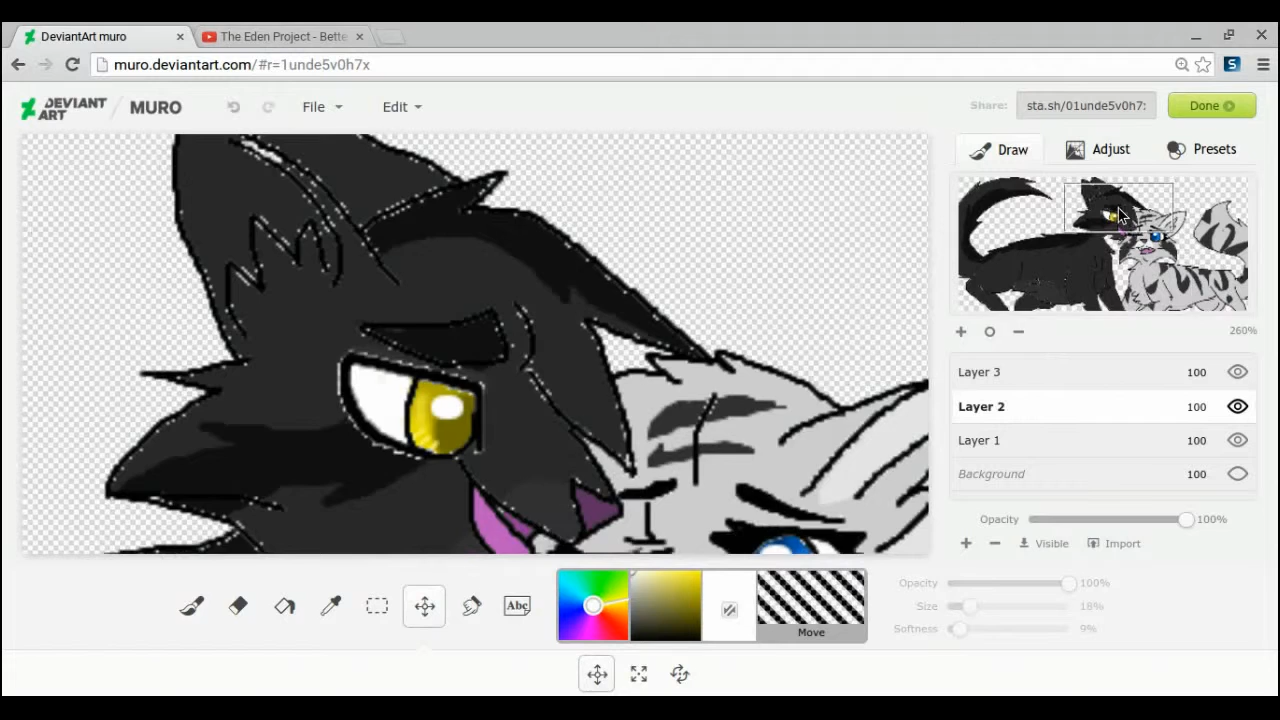 DeviantArt muro
The Eden Project - Bette
muro.deviantart.com/#r=1unde5v0h7x
S
DEVIANT
ART
MURO
File
Edit
Share:
sta.sh/01unde5v0h7:
Done
Draw
Adjust
Presets
260%
Layer 3 100
Layer 2 100
Layer 1 100
Background 100
Opacity 100%
Visible
Import
Abc
Move
Opacity 100%
Size 18%
Softness 9%